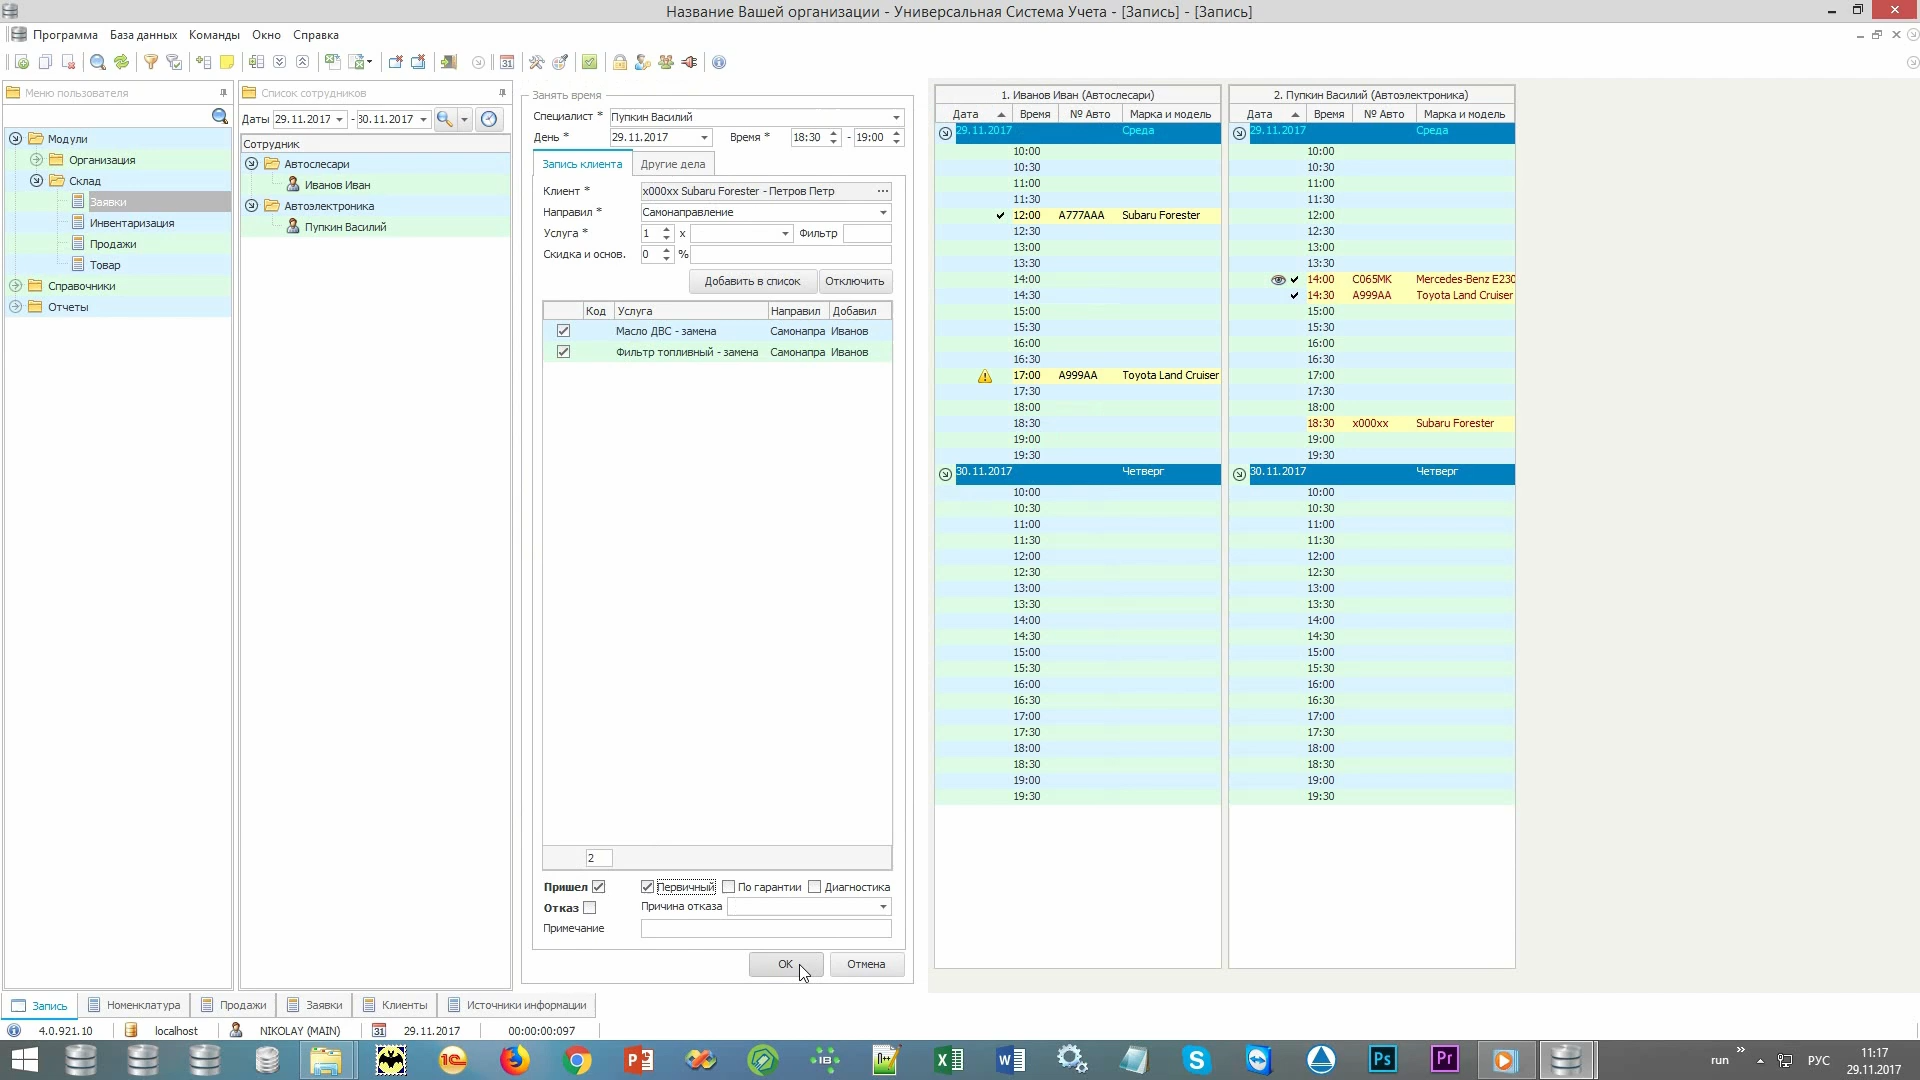 Название Вашей организации - Универсальная Система Учета - [Запись] - [Запись]
Программа База данных Команды Окно Справка
Меню пользователя
Модули
Организация
Склад
Заявки
Инвентаризация
Продажи
Товар
Справочники
Отчеты
Список сотрудников
Даты 29.11.2017 - 30.11.2017
Сотрудник
Автослесари
Иванов Иван
Автоэлектроника
Пупкин Василий
Занять время
Специалист * Пупкин Василий
День * 29.11.2017 Время * 18:30 - 19:00
Запись клиента Другие дела
Клиент * x000xx Subaru Forester - Петров Петр ...
Направил * Самонаправление
Услуга * 1 x Фильтр
Скидка и основ. 0 %
Добавить в список Отключить
Код Услуга Направил Добавил
Масло ДВС - замена Самонапра Иванов
Фильтр топливный - замена Самонапра Иванов
2
Пришел Первичный По гарантии Диагностика
Отказ Причина отказа
Примечание
OK Отмена
1. Иванов Иван (Автослесари)
Дата Время № Авто Марка и модель
29.11.2017 Среда
10:00
10:30
11:00
11:30
12:00 A777AAA Subaru Forester
12:30
13:00
13:30
14:00
14:30
15:00
15:30
16:00
16:30
17:00 A999AA Toyota Land Cruiser
17:30
18:00
18:30
19:00
19:30
30.11.2017 Четверг
10:00
10:30
11:00
11:30
12:00
12:30
13:00
13:30
14:00
14:30
15:00
15:30
16:00
16:30
17:00
17:30
18:00
18:30
19:00
19:30
2. Пупкин Василий (Автоэлектроника)
Дата Время № Авто Марка и модель
29.11.2017 Среда
10:00
10:30
11:00
11:30
12:00
12:30
13:00
13:30
14:00 C065MK Mercedes-Benz E230
14:30 A999AA Toyota Land Cruiser
15:00
15:30
16:00
16:30
17:00
17:30
18:00
18:30 x000xx Subaru Forester
19:00
19:30
30.11.2017 Четверг
10:00
10:30
11:00
11:30
12:00
12:30
13:00
13:30
14:00
14:30
15:00
15:30
16:00
16:30
17:00
17:30
18:00
18:30
19:00
19:30
Запись Номенклатура Продажи Заявки Клиенты Источники информации
4.0.921.10 localhost NIKOLAY (MAIN) 31 29.11.2017 00:00:00:097
run РУС 11:17
29.11.2017